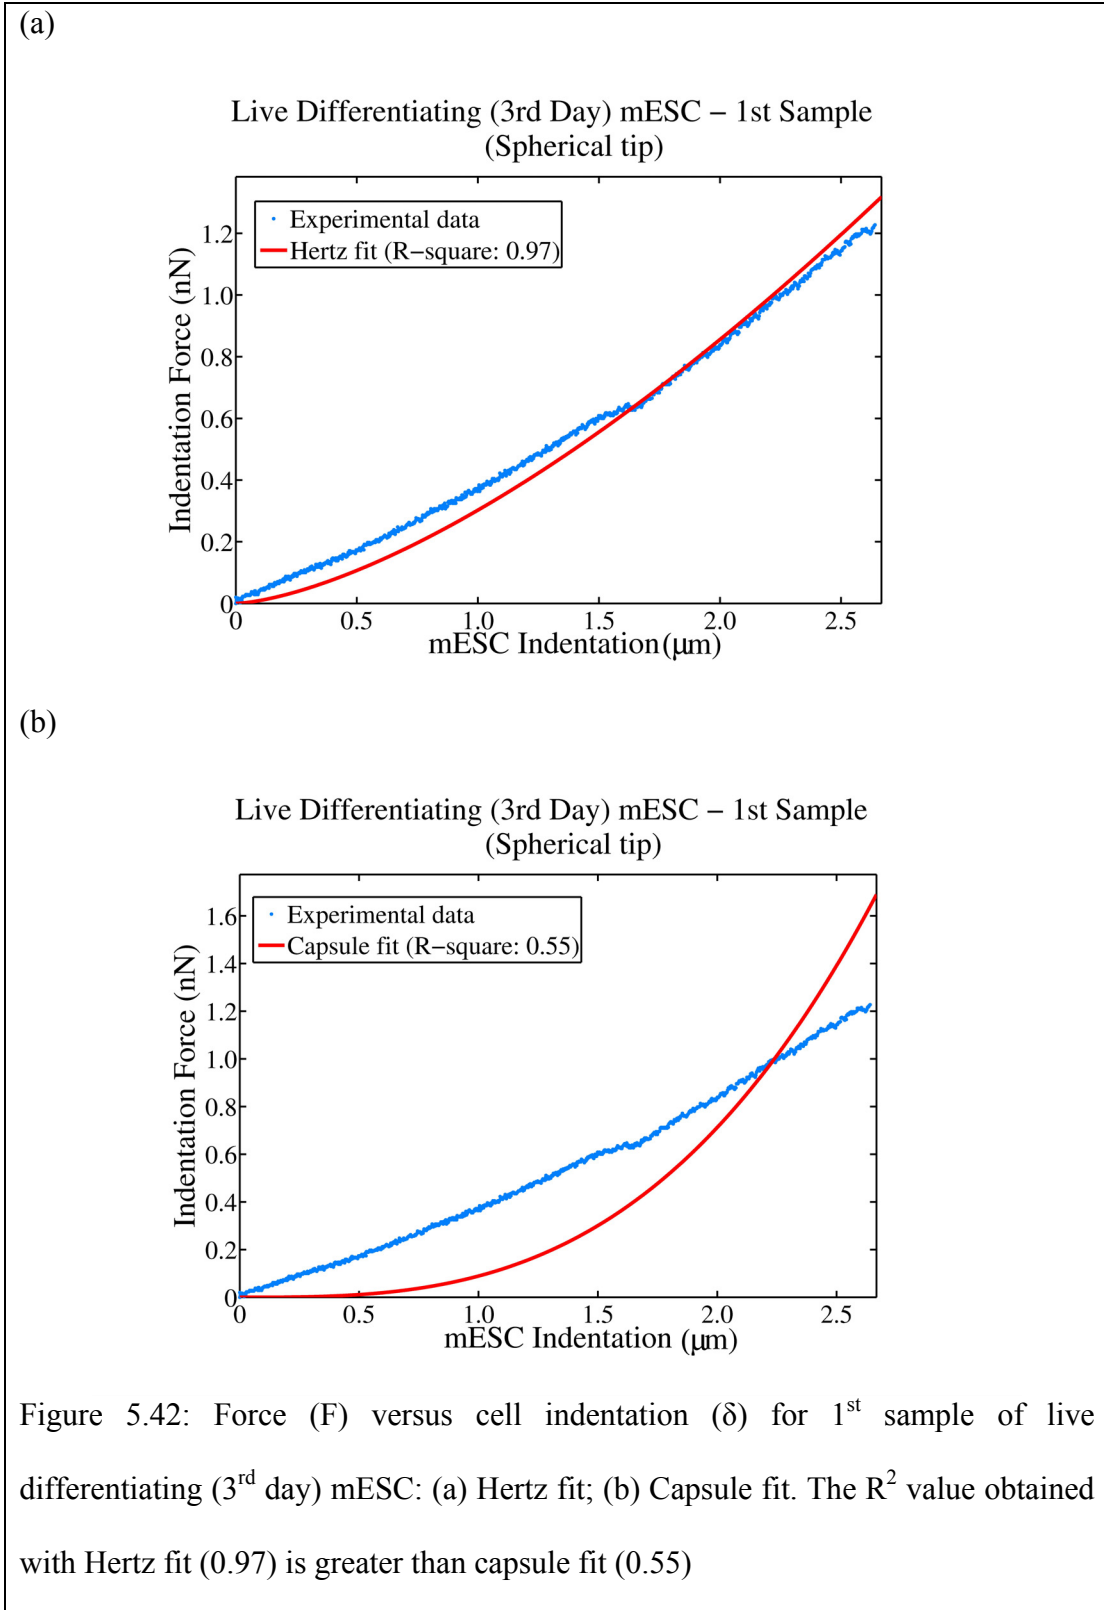 (a)
Live Differentiating (3rd Day) mESC – 1st Sample
(Spherical tip)
Experimental data
Hertz fit (R−square: 0.97)
Indentation Force (nN)
1.2
1.0
0.8
0.6
0.4
0.2
0
0 0.5 1.0 1.5 2.0 2.5
mESC Indentation (μm)
(b)
Live Differentiating (3rd Day) mESC – 1st Sample
(Spherical tip)
Experimental data
Capsule fit (R−square: 0.55)
Indentation Force (nN)
1.6
1.4
1.2
1.0
0.8
0.6
0.4
0.2
0
0 0.5 1.0 1.5 2.0 2.5
mESC Indentation (μm)
Figure 5.42: Force (F) versus cell indentation (δ) for 1st sample of live
differentiating (3rd day) mESC: (a) Hertz fit; (b) Capsule fit. The R2 value obtained
with Hertz fit (0.97) is greater than capsule fit (0.55)